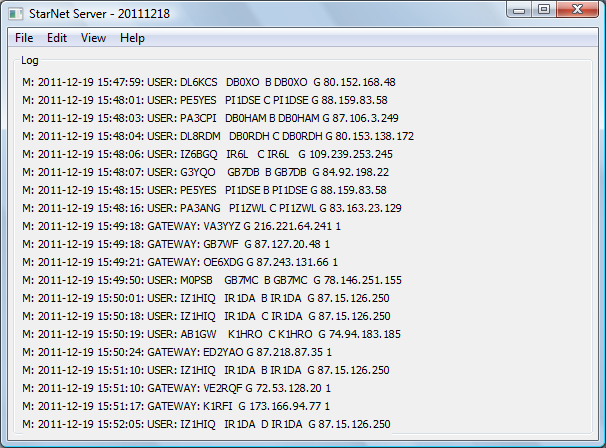 StarNet Server - 20111218
File Edit View Help
Log
M: 2011-12-19 15:47:59: USER: DL6KCS DB0XO B DB0XO G 80.152.168.48
M: 2011-12-19 15:48:01: USER: PE5YES PI1DSE C PI1DSE G 88.159.83.58
M: 2011-12-19 15:48:03: USER: PA3CPI DB0HAM B DB0HAM G 87.106.3.249
M: 2011-12-19 15:48:04: USER: DL8RDM DB0RDH C DB0RDH G 80.153.138.172
M: 2011-12-19 15:48:06: USER: IZ6BGQ IR6L C IR6L G 109.239.253.245
M: 2011-12-19 15:48:07: USER: G3YQO GB7DB B GB7DB G 84.92.198.22
M: 2011-12-19 15:48:15: USER: PE5YES PI1DSE B PI1DSE G 88.159.83.58
M: 2011-12-19 15:48:16: USER: PA3ANG PI1ZWL C PI1ZWL G 83.163.23.129
M: 2011-12-19 15:49:18: GATEWAY: VA3YYZ G 216.221.64.241 1
M: 2011-12-19 15:49:18: GATEWAY: GB7WF G 87.127.20.48 1
M: 2011-12-19 15:49:21: GATEWAY: OE6XDG G 87.243.131.66 1
M: 2011-12-19 15:49:50: USER: M0PSB GB7MC B GB7MC G 78.146.251.155
M: 2011-12-19 15:50:01: USER: IZ1HIQ IR1DA B IR1DA G 87.15.126.250
M: 2011-12-19 15:50:18: USER: IZ1HIQ IR1DA C IR1DA G 87.15.126.250
M: 2011-12-19 15:50:19: USER: AB1GW K1HRO C K1HRO G 74.94.183.185
M: 2011-12-19 15:50:24: GATEWAY: ED2YAO G 87.218.87.35 1
M: 2011-12-19 15:51:10: USER: IZ1HIQ IR1DA B IR1DA G 87.15.126.250
M: 2011-12-19 15:51:10: GATEWAY: VE2RQF G 72.53.128.20 1
M: 2011-12-19 15:51:17: GATEWAY: K1RFI G 173.166.94.77 1
M: 2011-12-19 15:52:05: USER: IZ1HIQ IR1DA D IR1DA G 87.15.126.250